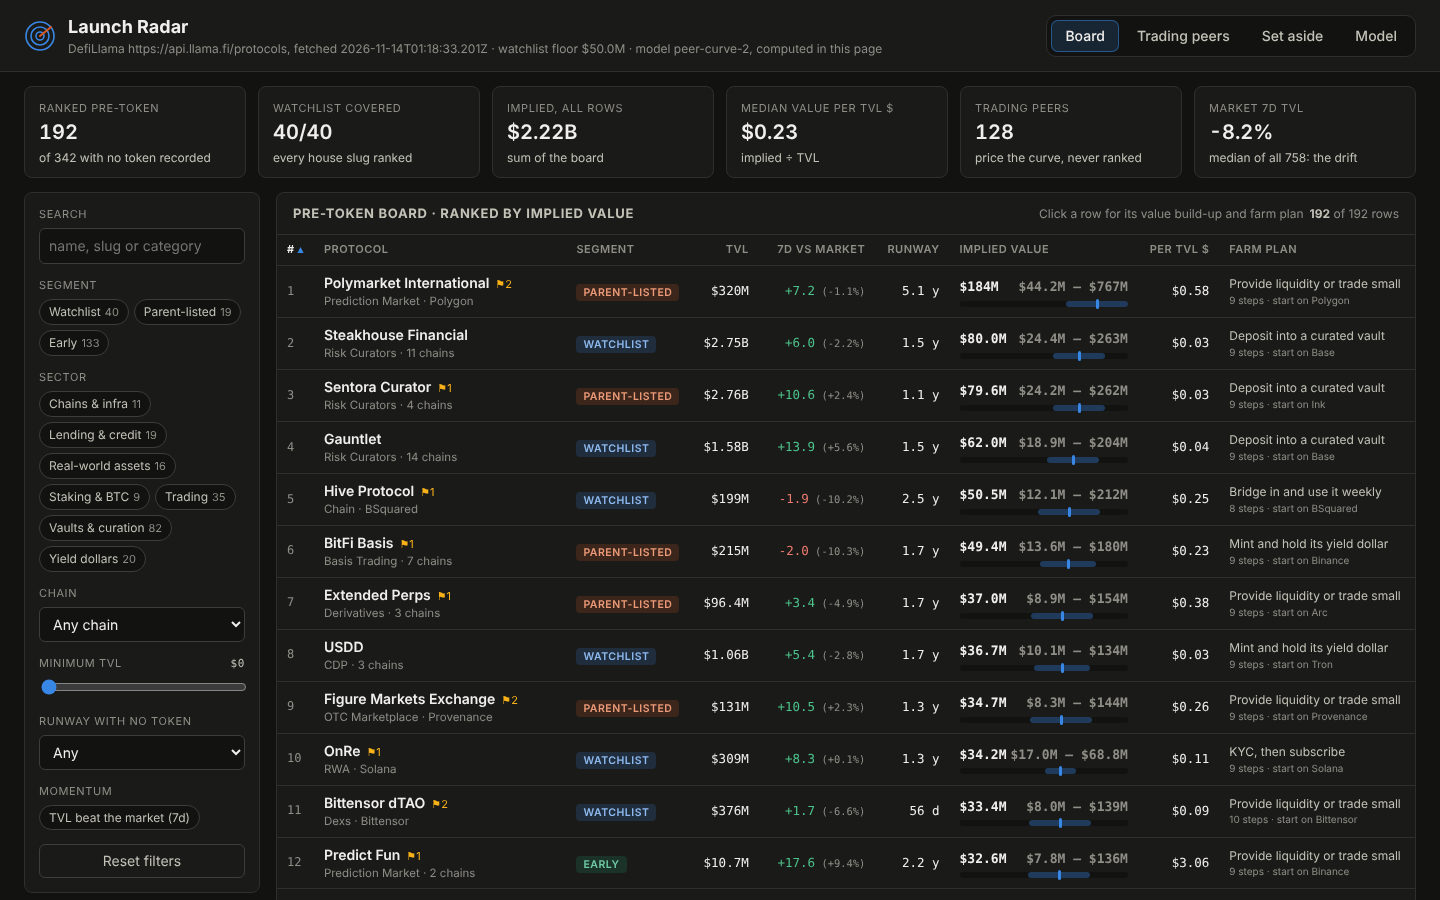 Launch Radar
DefiLlama https://api.llama.fi/protocols, fetched 2026-11-14T01:18:33.201Z · watchlist floor $50.0M · model peer-curve-2, computed in this page
Board Trading peers Set aside Model
RANKED PRE-TOKEN
192
of 342 with no token recorded
WATCHLIST COVERED
40/40
every house slug ranked
IMPLIED, ALL ROWS
$2.22B
sum of the board
MEDIAN VALUE PER TVL $
$0.23
implied ÷ TVL
TRADING PEERS
128
price the curve, never ranked
MARKET 7D TVL
-8.2%
median of all 758: the drift
SEARCH
name, slug or category
SEGMENT
Watchlist 40 Parent-listed 19
Early 133
SECTOR
Chains & infra 11
Lending & credit 19
Real-world assets 16
Staking & BTC 9 Trading 35
Vaults & curation 82
Yield dollars 20
CHAIN
Any chain
MINIMUM TVL $0
RUNWAY WITH NO TOKEN
Any
MOMENTUM
TVL beat the market (7d)
Reset filters
PRE-TOKEN BOARD · RANKED BY IMPLIED VALUE
Click a row for its value build-up and farm plan 192 of 192 rows
# ▲ PROTOCOL SEGMENT TVL 7D VS MARKET RUNWAY IMPLIED VALUE PER TVL $ FARM PLAN
1 Polymarket International ⚑2 PARENT-LISTED $320M +7.2 (-1.1%) 5.1 y $184M $44.2M – $767M $0.58 Provide liquidity or trade small
Prediction Market · Polygon 9 steps · start on Polygon
2 Steakhouse Financial WATCHLIST $2.75B +6.0 (-2.2%) 1.5 y $80.0M $24.4M – $263M $0.03 Deposit into a curated vault
Risk Curators · 11 chains 9 steps · start on Base
3 Sentora Curator ⚑1 PARENT-LISTED $2.76B +10.6 (+2.4%) 1.1 y $79.6M $24.2M – $262M $0.03 Deposit into a curated vault
Risk Curators · 4 chains 9 steps · start on Ink
4 Gauntlet WATCHLIST $1.58B +13.9 (+5.6%) 1.5 y $62.0M $18.9M – $204M $0.04 Deposit into a curated vault
Risk Curators · 14 chains 9 steps · start on Base
5 Hive Protocol ⚑1 WATCHLIST $199M -1.9 (-10.2%) 2.5 y $50.5M $12.1M – $212M $0.25 Bridge in and use it weekly
Chain · BSquared 8 steps · start on BSquared
6 BitFi Basis ⚑1 PARENT-LISTED $215M -2.0 (-10.3%) 1.7 y $49.4M $13.6M – $180M $0.23 Mint and hold its yield dollar
Basis Trading · 7 chains 9 steps · start on Binance
7 Extended Perps ⚑1 PARENT-LISTED $96.4M +3.4 (-4.9%) 1.7 y $37.0M $8.9M – $154M $0.38 Provide liquidity or trade small
Derivatives · 3 chains 9 steps · start on Arc
8 USDD WATCHLIST $1.06B +5.4 (-2.8%) 1.7 y $36.7M $10.1M – $134M $0.03 Mint and hold its yield dollar
CDP · 3 chains 9 steps · start on Tron
9 Figure Markets Exchange ⚑2 PARENT-LISTED $131M +10.5 (+2.3%) 1.3 y $34.7M $8.3M – $144M $0.26 Provide liquidity or trade small
OTC Marketplace · Provenance 9 steps · start on Provenance
10 OnRe ⚑1 WATCHLIST $309M +8.3 (+0.1%) 1.3 y $34.2M $17.0M – $68.8M $0.11 KYC, then subscribe
RWA · Solana 9 steps · start on Solana
11 Bittensor dTAO ⚑2 WATCHLIST $376M +1.7 (-6.6%) 56 d $33.4M $8.0M – $139M $0.09 Provide liquidity or trade small
Dexs · Bittensor 10 steps · start on Bittensor
12 Predict Fun ⚑1 EARLY $10.7M +17.6 (+9.4%) 2.2 y $32.6M $7.8M – $136M $3.06 Provide liquidity or trade small
Prediction Market · 2 chains 9 steps · start on Binance